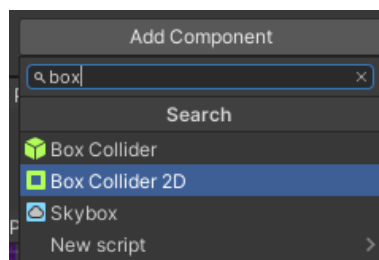 Add Component
box
Search
Box Collider
Box Collider 2D
Skybox
New script